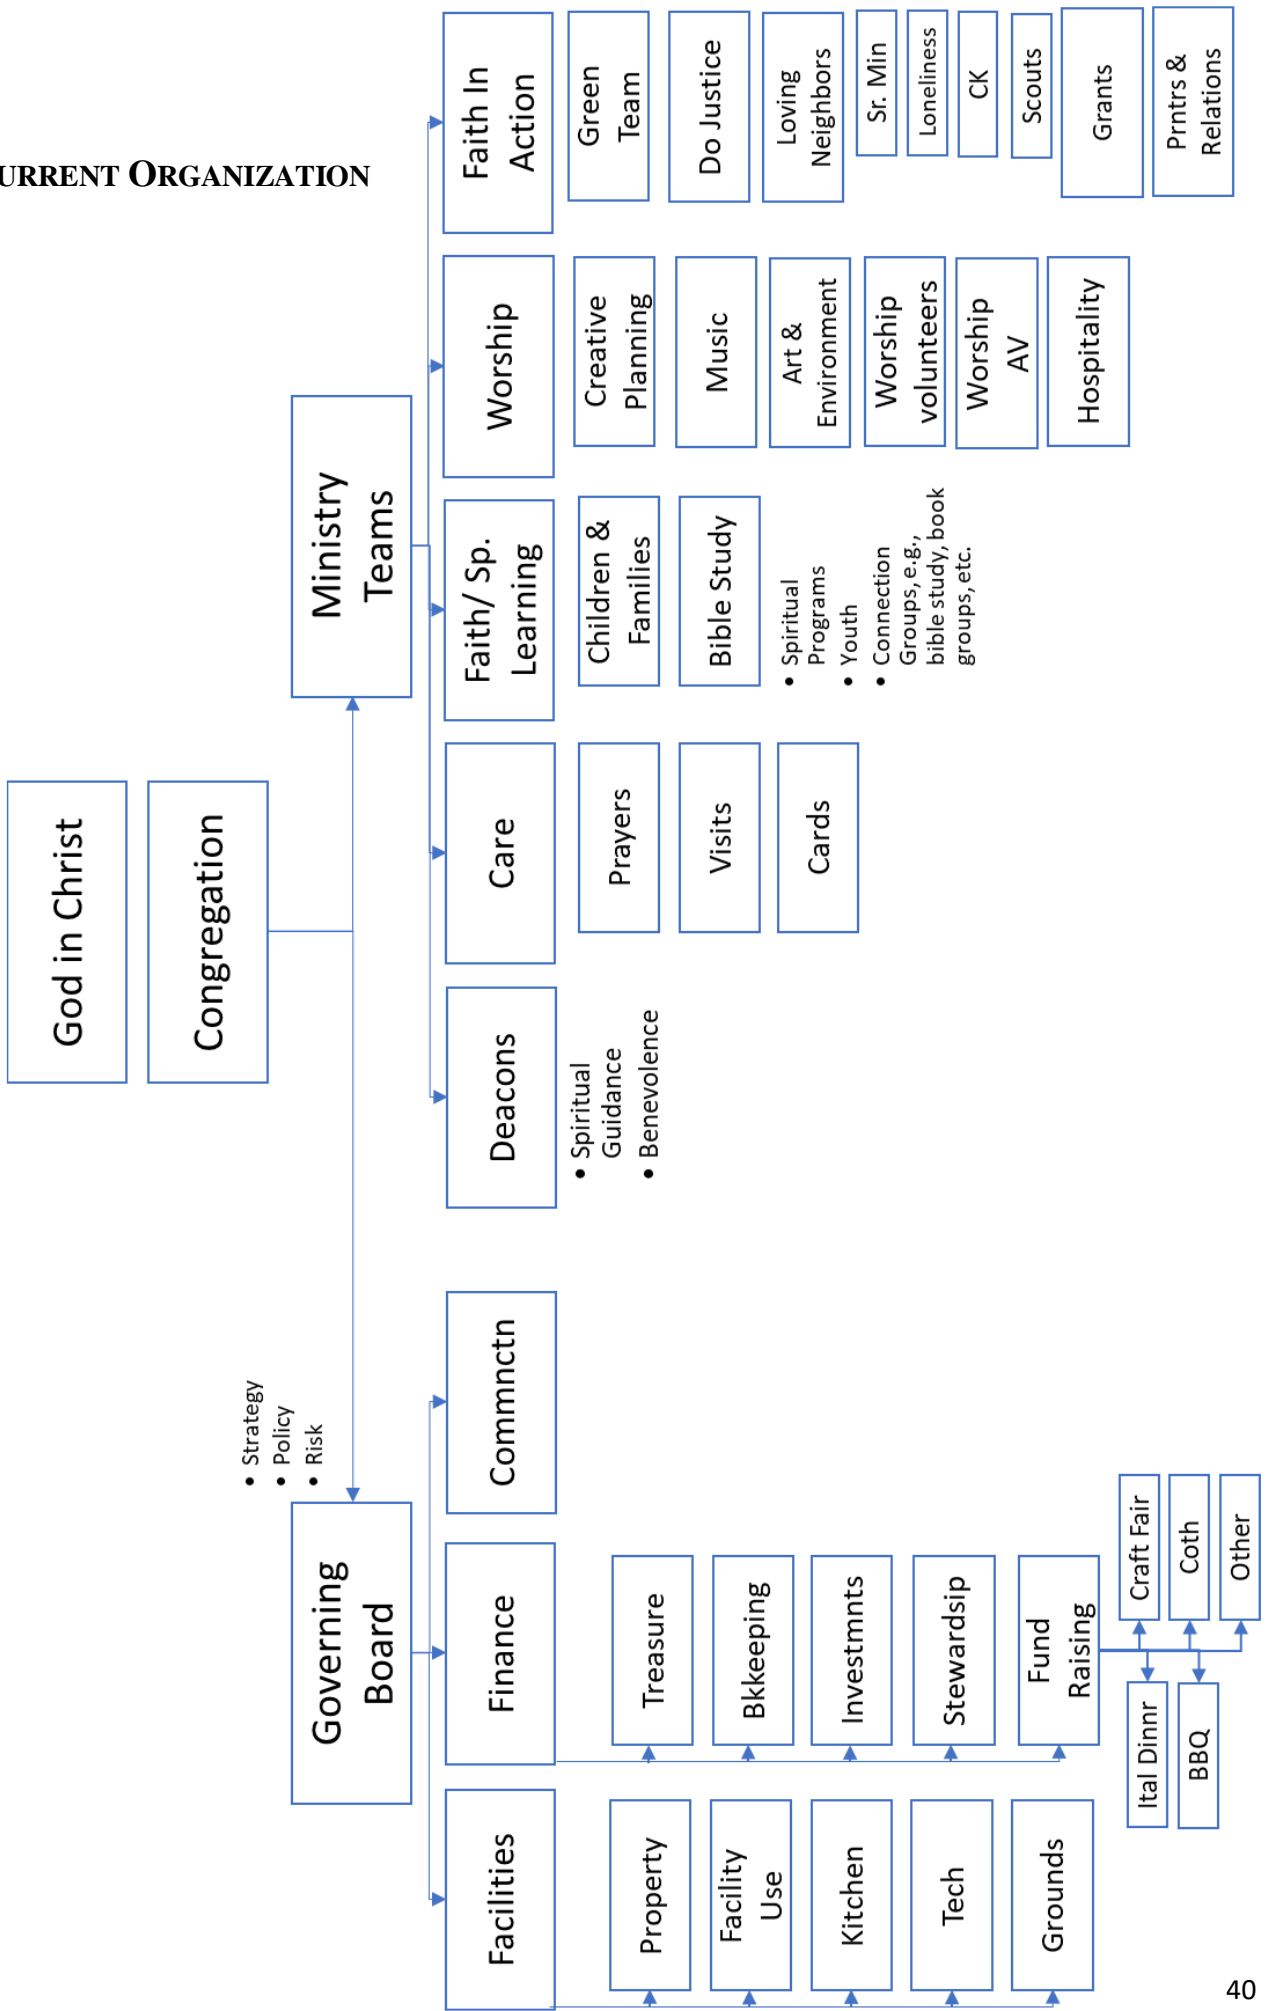 URRENT ORGANIZATION
God in Christ
Congregation
• Strategy
• Policy
• Risk
Governing
Board
Ministry
Teams
Facilities
Finance
Commnctn
Deacons
Care
Faith/ Sp.
Learning
Worship
Faith In
Action
Property
Facility
Use
Kitchen
Tech
Grounds
Treasure
Bkkeeping
Investmnts
Stewardsip
Fund
Raising
Ital Dinnr
BBQ
Craft Fair
Coth
Other
• Spiritual
Guidance
• Benevolence
Prayers
Visits
Cards
Children &
Families
Bible Study
• Spiritual
Programs
• Youth
• Connection
Groups, e.g.,
bible study, book
groups, etc.
Creative
Planning
Music
Art &
Environment
Worship
volunteers
Worship
AV
Hospitality
Green
Team
Do Justice
Loving
Neighbors
Sr. Min
Loneliness
CK
Scouts
Grants
Prntrs &
Relations
40